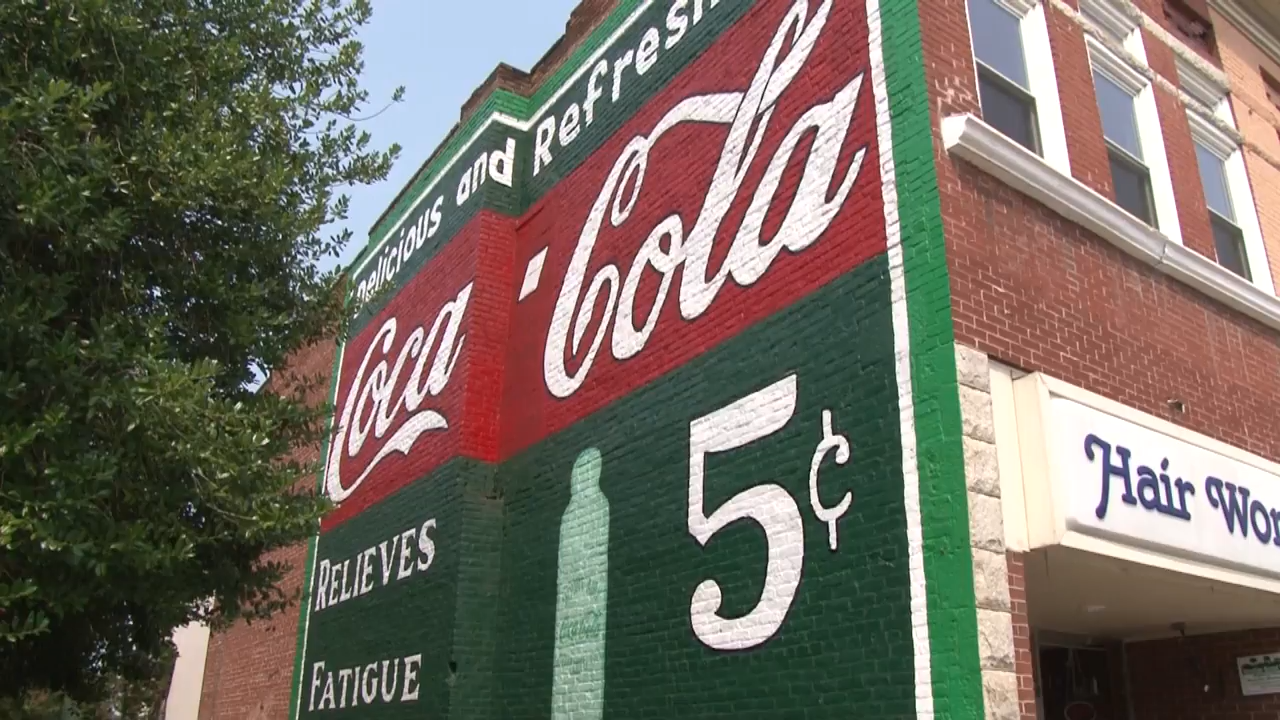 Delicious and Refresh
Coca-Cola
5¢
RELIEVES
FATIGUE
Hair Wor